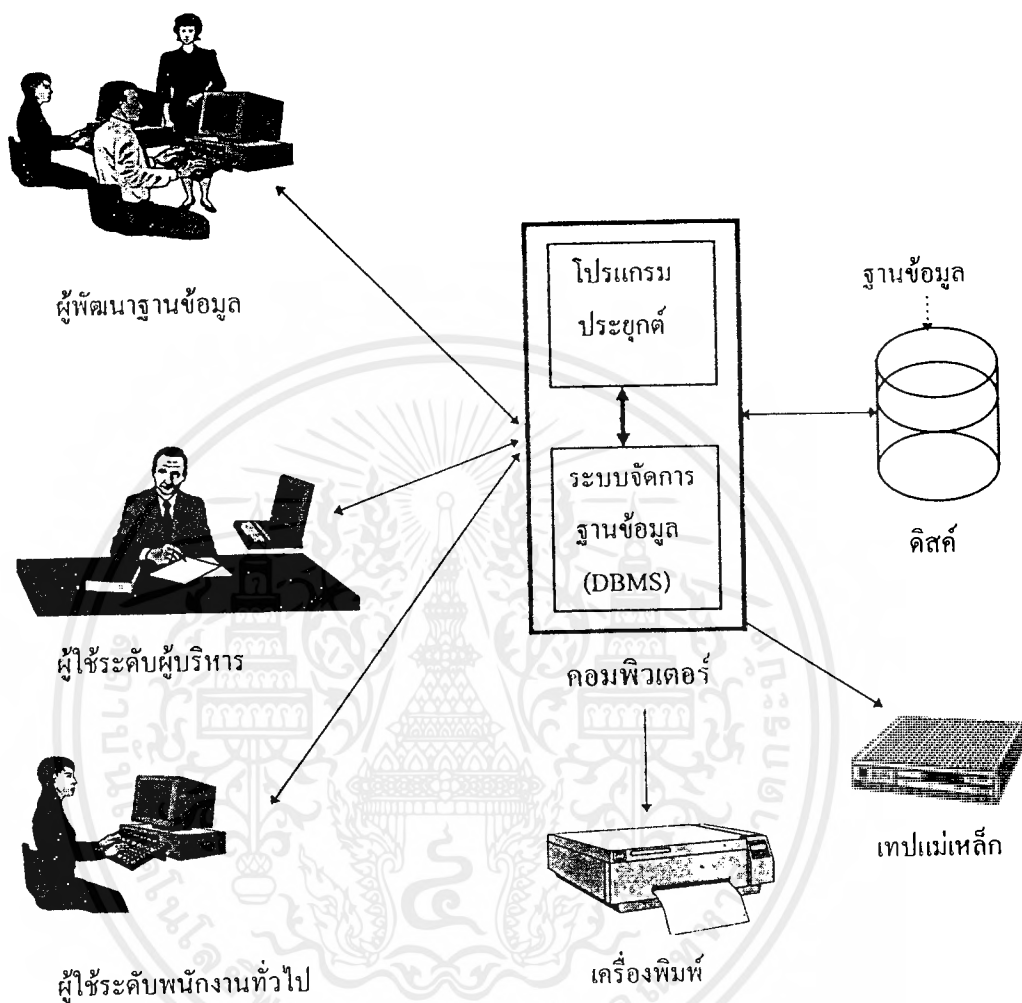 ผู้พัฒนาฐานข้อมูล
โปรแกรม
ประยุกต์
ระบบจัดการ
ฐานข้อมูล
(DBMS)
คอมพิวเตอร์
ฐานข้อมูล
ดิสค์
ผู้ใช้ระดับผู้บริหาร
เทปแม่เหล็ก
เครื่องพิมพ์
ผู้ใช้ระดับพนักงานทั่วไป